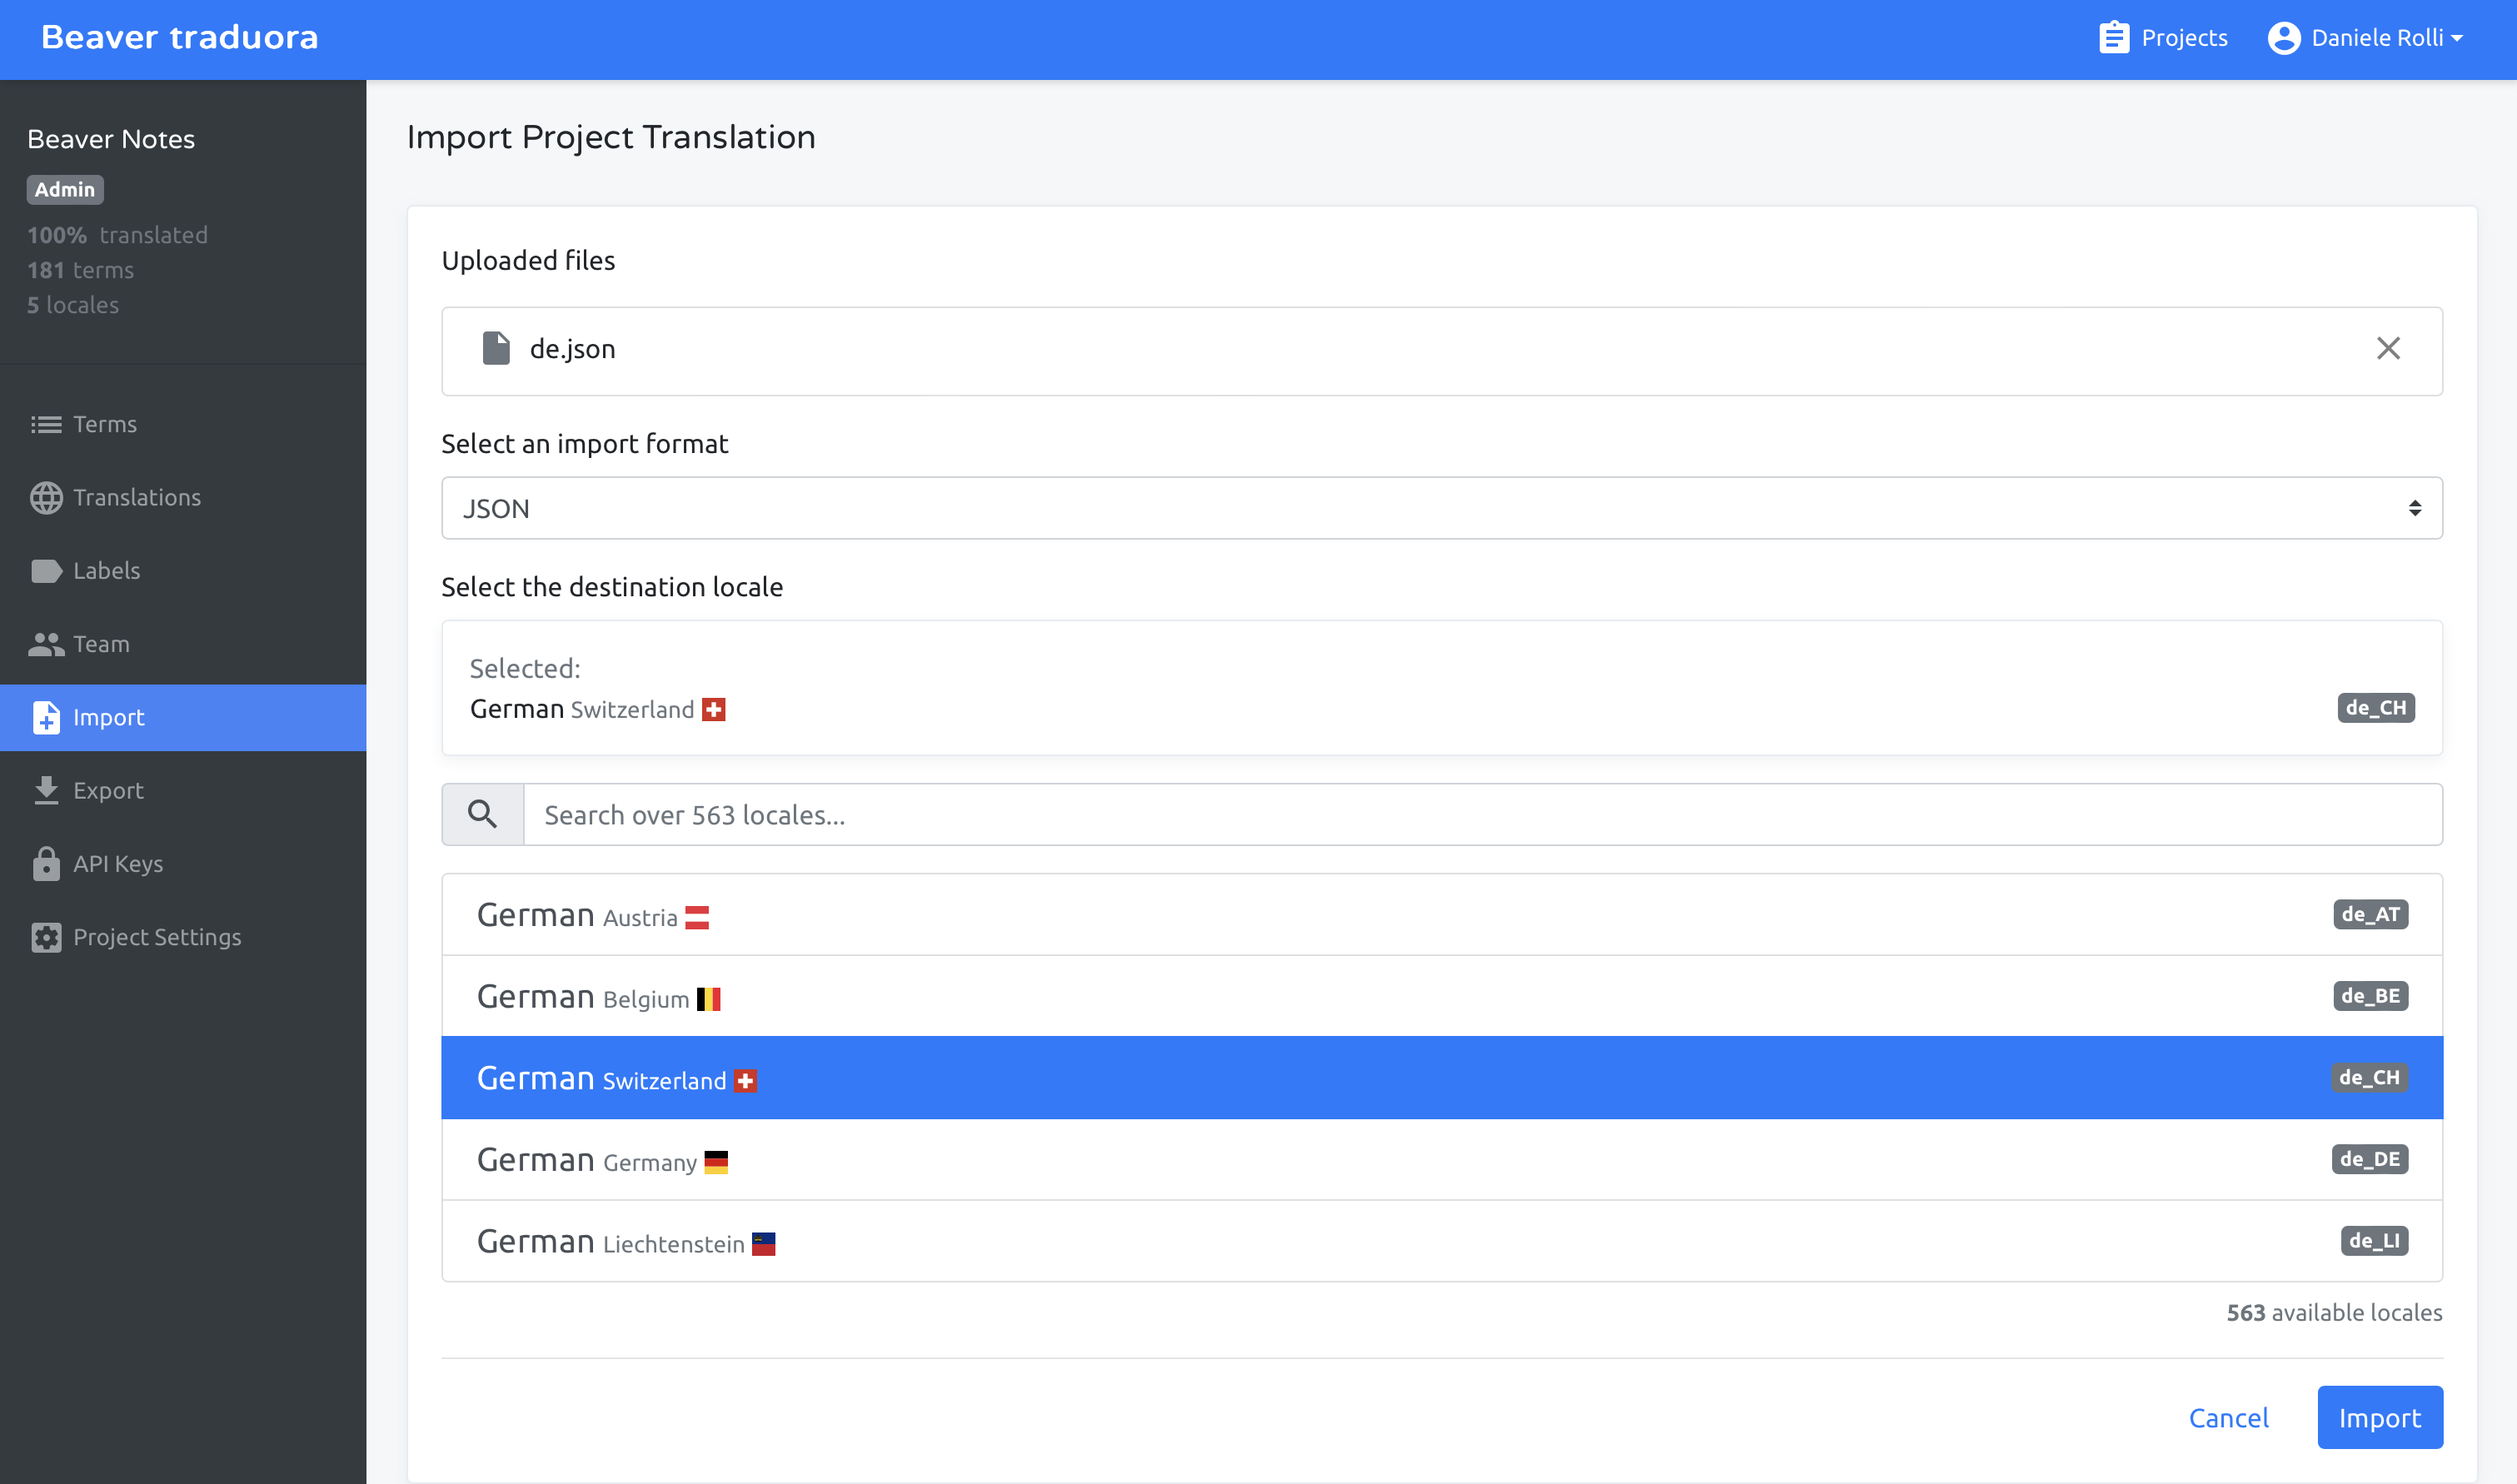 Beaver traduora
Projects
Daniele Rolli
Beaver Notes
Admin
100% translated
181 terms
5 locales
Terms
Translations
Labels
Team
Import
Export
API Keys
Project Settings
Import Project Translation
Uploaded files
de.json
Select an import format
JSON
Select the destination locale
Selected:
German Switzerland de_CH
Search over 563 locales...
German Austria de_AT
German Belgium de_BE
German Switzerland de_CH
German Germany de_DE
German Liechtenstein de_LI
563 available locales
Cancel
Import